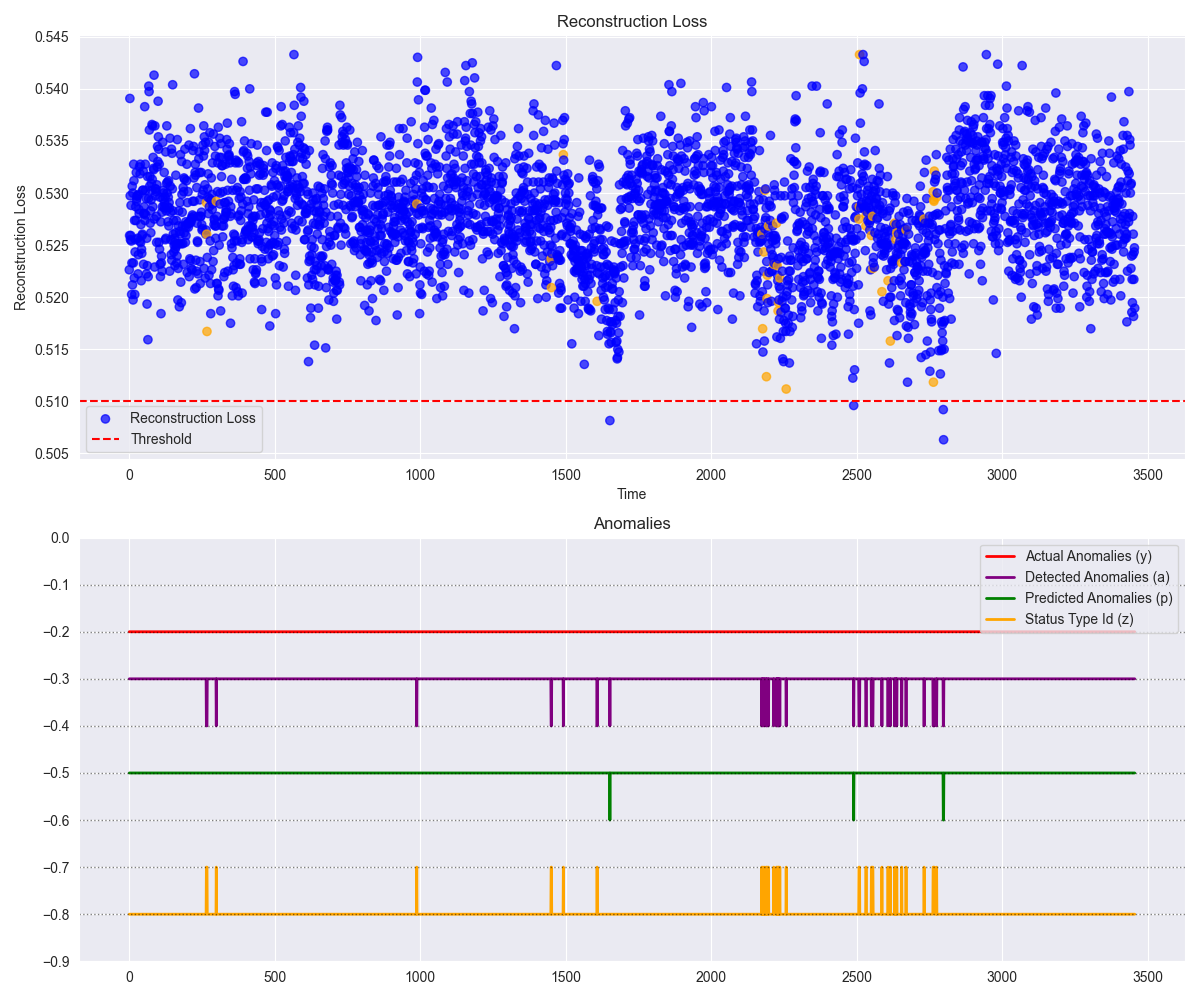 Reconstruction Loss
Reconstruction Loss
0.545
0.540
0.535
0.530
0.525
0.520
0.515
0.510
0.505
Reconstruction Loss
Threshold
0 500 1000 1500 2000 2500 3000 3500
Time
Anomalies
0.0
−0.1
−0.2
−0.3
−0.4
−0.5
−0.6
−0.7
−0.8
−0.9
Actual Anomalies (y)
Detected Anomalies (a)
Predicted Anomalies (p)
Status Type Id (z)
0 500 1000 1500 2000 2500 3000 3500